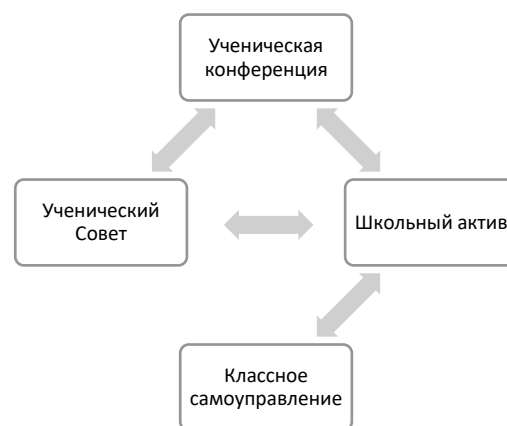 Ученическая
конференция
Ученический
Совет
Школьный актив
Классное
самоуправление